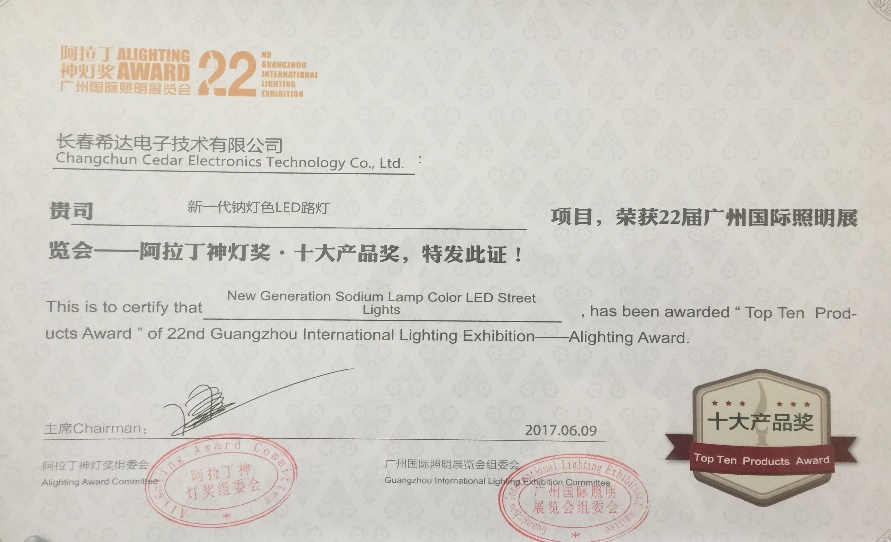 阿拉丁 ALIGHTING
神灯奖 AWARD
广州国际照明展览会
22
ND
GUANGZHOU
INTERNATIONAL
LIGHTING
EXHIBITION
长春希达电子技术有限公司
Changchun Cedar Electronics Technology Co., Ltd. :
贵司 新一代钠灯色LED路灯 项目，荣获22届广州国际照明展
览会——阿拉丁神灯奖·十大产品奖，特发此证！
This is to certify that New Generation Sodium Lamp Color LED Street
Lights , has been awarded “ Top Ten Prod-
ucts Award ” of 22nd Guangzhou International Lighting Exhibition——Alighting Award.
主席Chairman:
2017.06.09
阿拉丁神灯奖组委会
Alighting Award Committee
广州国际照明展览会组委会
Guangzhou International Lighting Exhibition Committee
Alighting Award Committee
阿拉丁神
灯奖组委会
Guangzhou International Lighting Exhibition Committee
广州国际照明
展览会组委会
十大产品奖
Top Ten Products Award